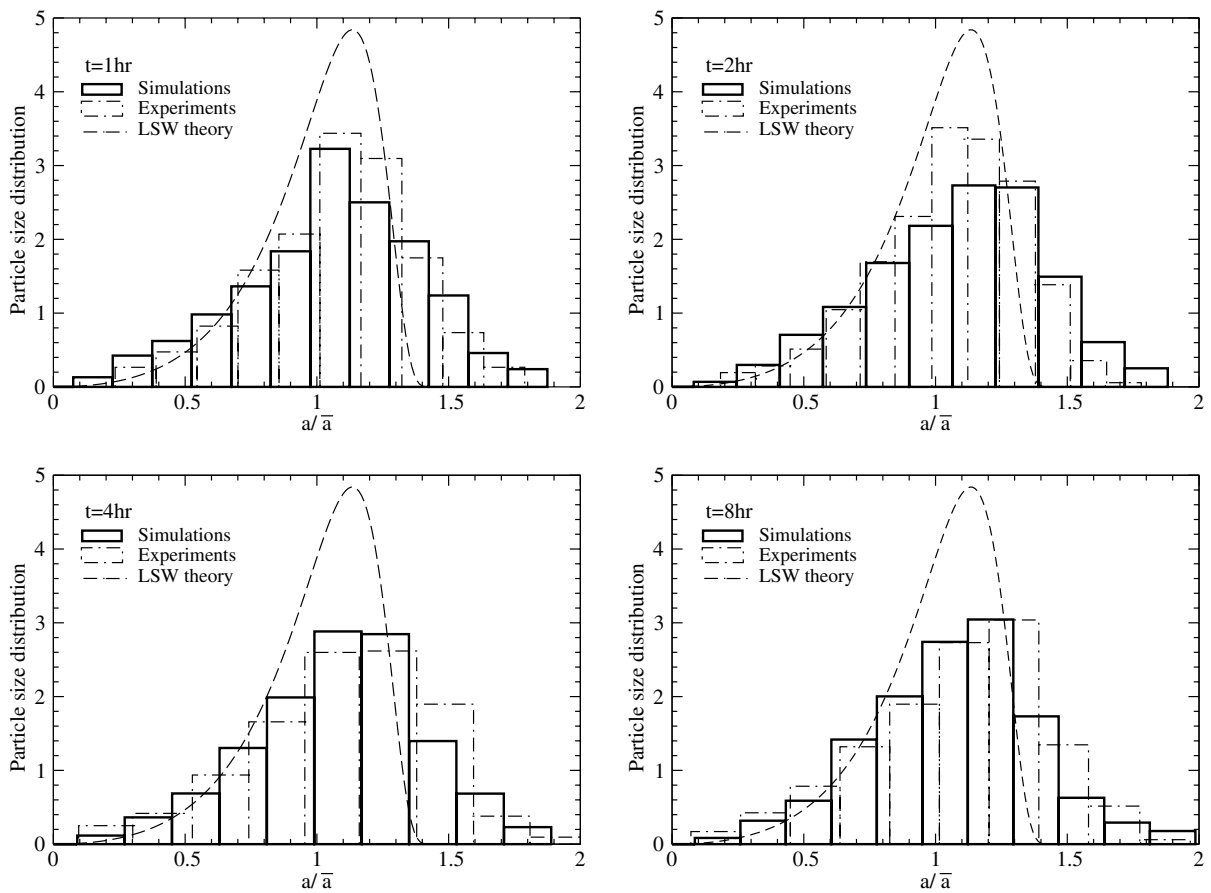 5
4
3
2
1
0
Particle size distribution
t=1hr
Simulations
Experiments
LSW theory
0 0.5 1 1.5 2
a/ a̅
5
4
3
2
1
0
Particle size distribution
t=2hr
Simulations
Experiments
LSW theory
0 0.5 1 1.5 2
a/ a̅
5
4
3
2
1
0
Particle size distribution
t=4hr
Simulations
Experiments
LSW theory
0 0.5 1 1.5 2
a/ a̅
5
4
3
2
1
0
Particle size distribution
t=8hr
Simulations
Experiments
LSW theory
0 0.5 1 1.5 2
a/ a̅